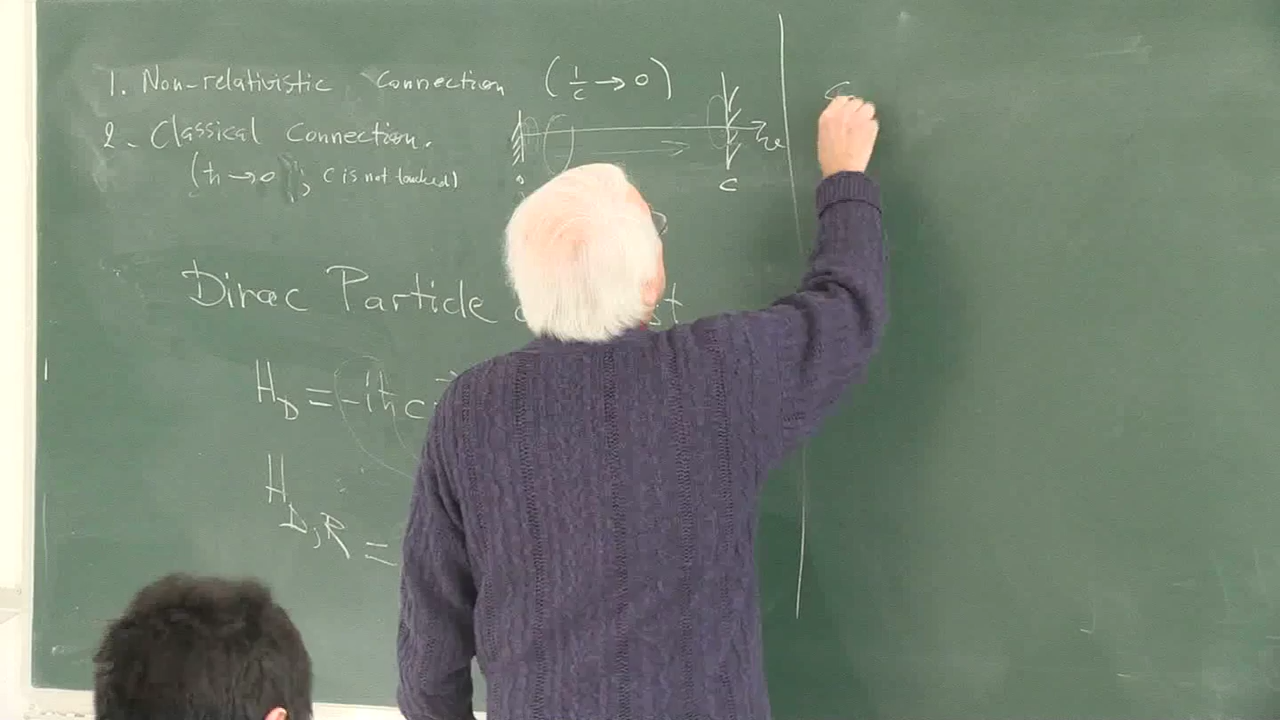 1. Non-relativistic Connection (1/c → 0)
2. Classical Connection.
(ħ → 0 ; c is not touched)
c
Dirac Particle
H_D = -iħc
H_D,R =